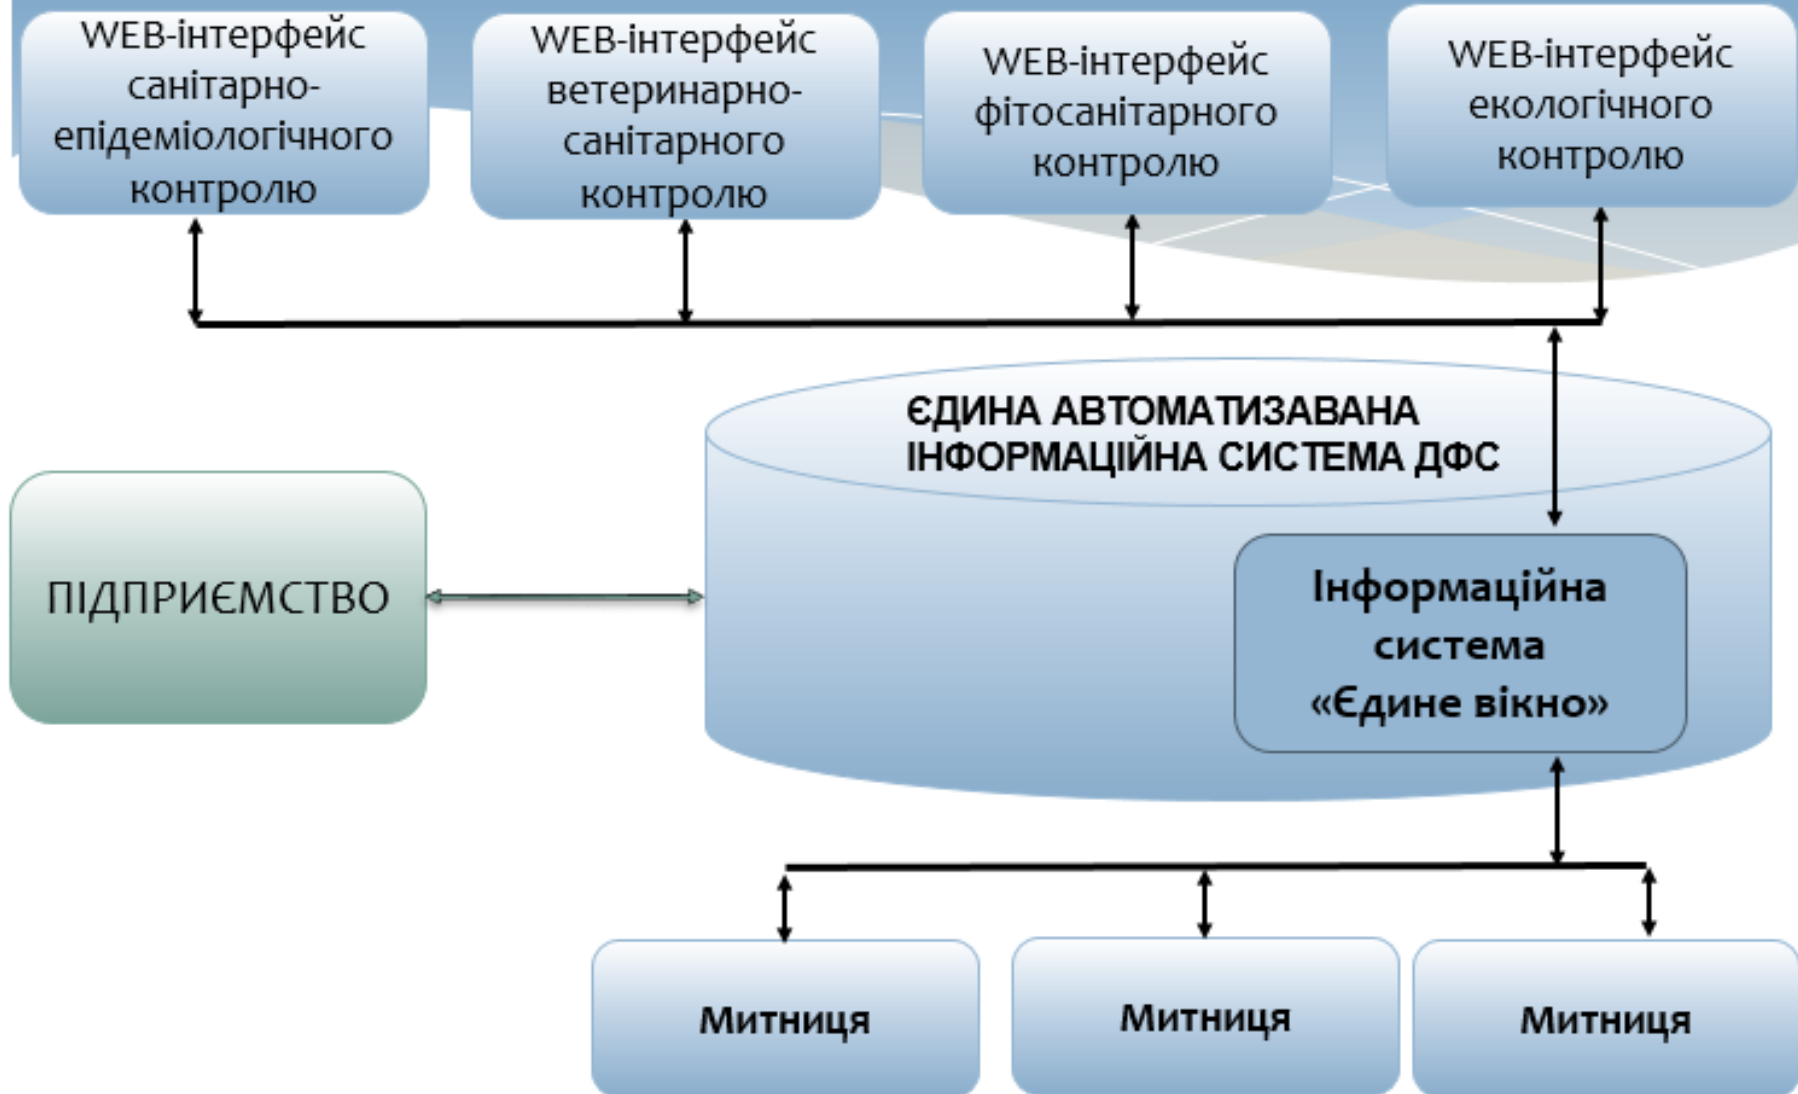 WEB-інтерфейс
санітарно-
епідеміологічного
контролю
WEB-інтерфейс
ветеринарно-
санітарного
контролю
WEB-інтерфейс
фітосанітарного
контролю
WEB-інтерфейс
екологічного
контролю
ЄДИНА АВТОМАТИЗАВАНА
ІНФОРМАЦІЙНА СИСТЕМА ДФС
ПІДПРИЄМСТВО
Інформаційна
система
«Єдине вікно»
Митниця
Митниця
Митниця